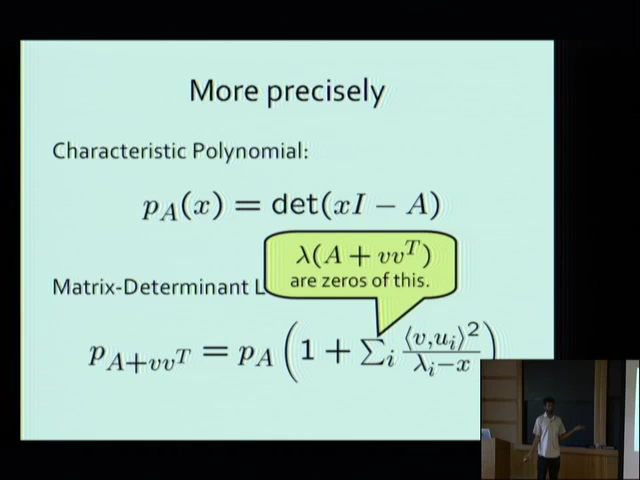 More precisely
Characteristic Polynomial:
p_A(x) = det(xI − A)
λ(A + vv^T)
are zeros of this.
Matrix-Determinant L
p_{A+vv^T} = p_A (1 + ∑_i ⟨v,u_i⟩² / (λ_i − x))